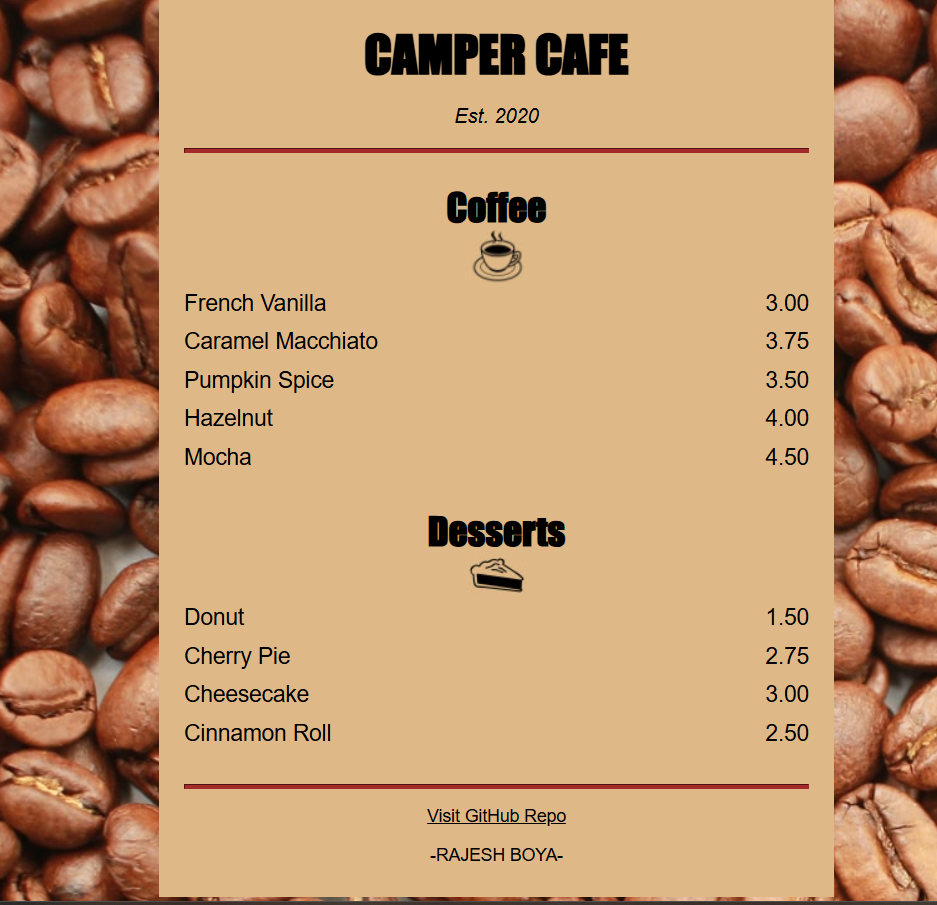 CAMPER CAFE
Est. 2020
Coffee
French Vanilla 3.00
Caramel Macchiato 3.75
Pumpkin Spice 3.50
Hazelnut 4.00
Mocha 4.50
Desserts
Donut 1.50
Cherry Pie 2.75
Cheesecake 3.00
Cinnamon Roll 2.50
Visit GitHub Repo
-RAJESH BOYA-